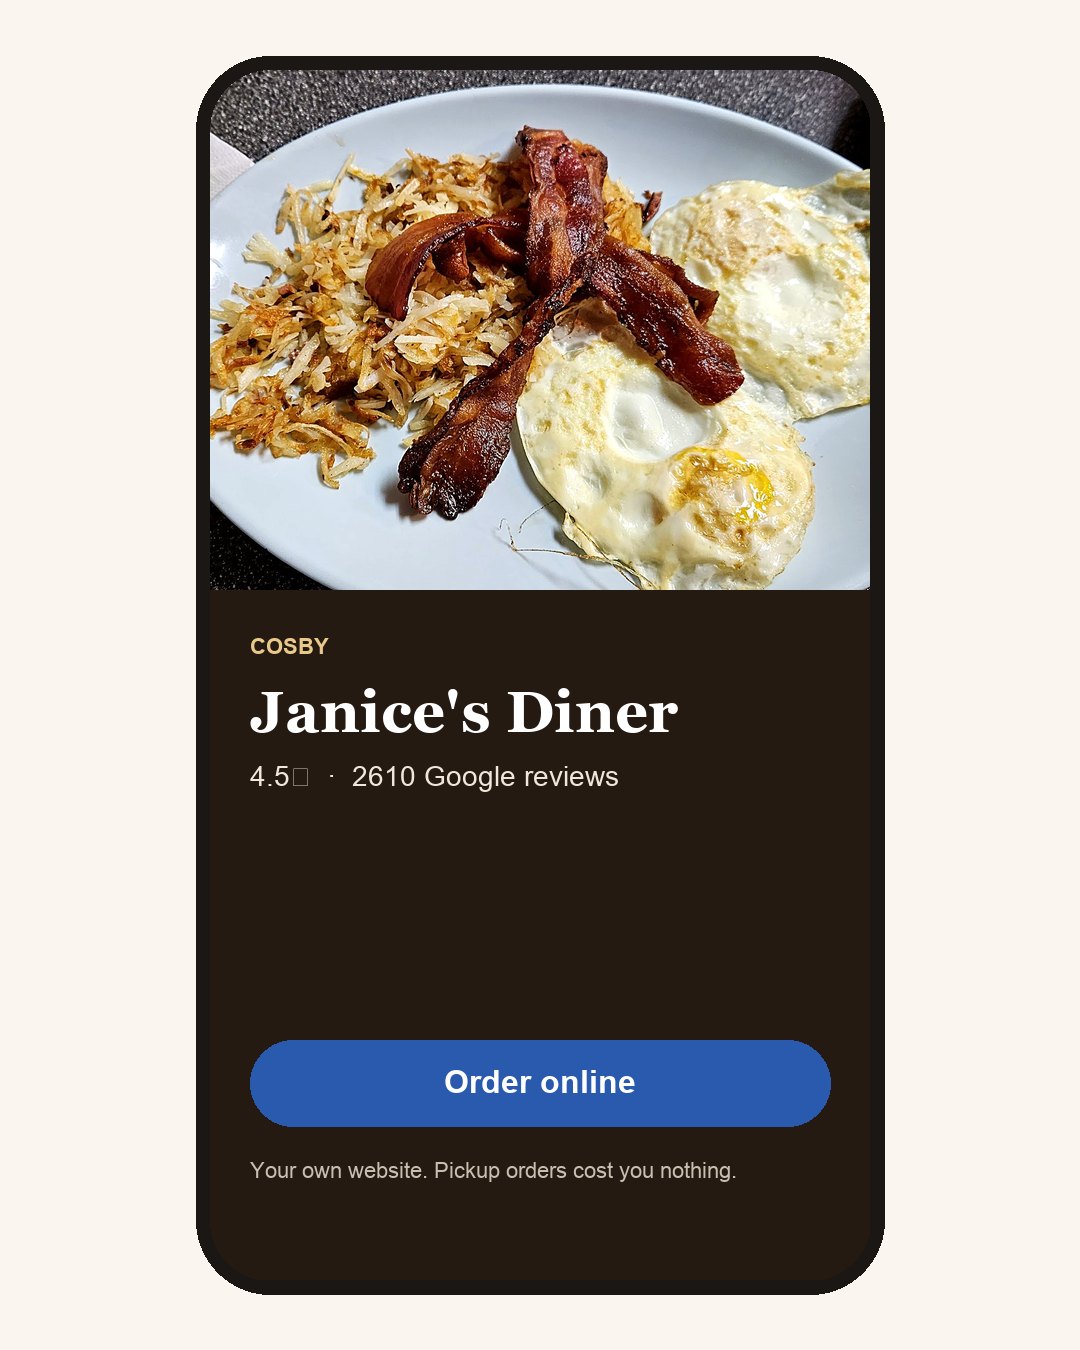 COSBY
Janice's Diner
4.5□ · 2610 Google reviews
Order online
Your own website. Pickup orders cost you nothing.